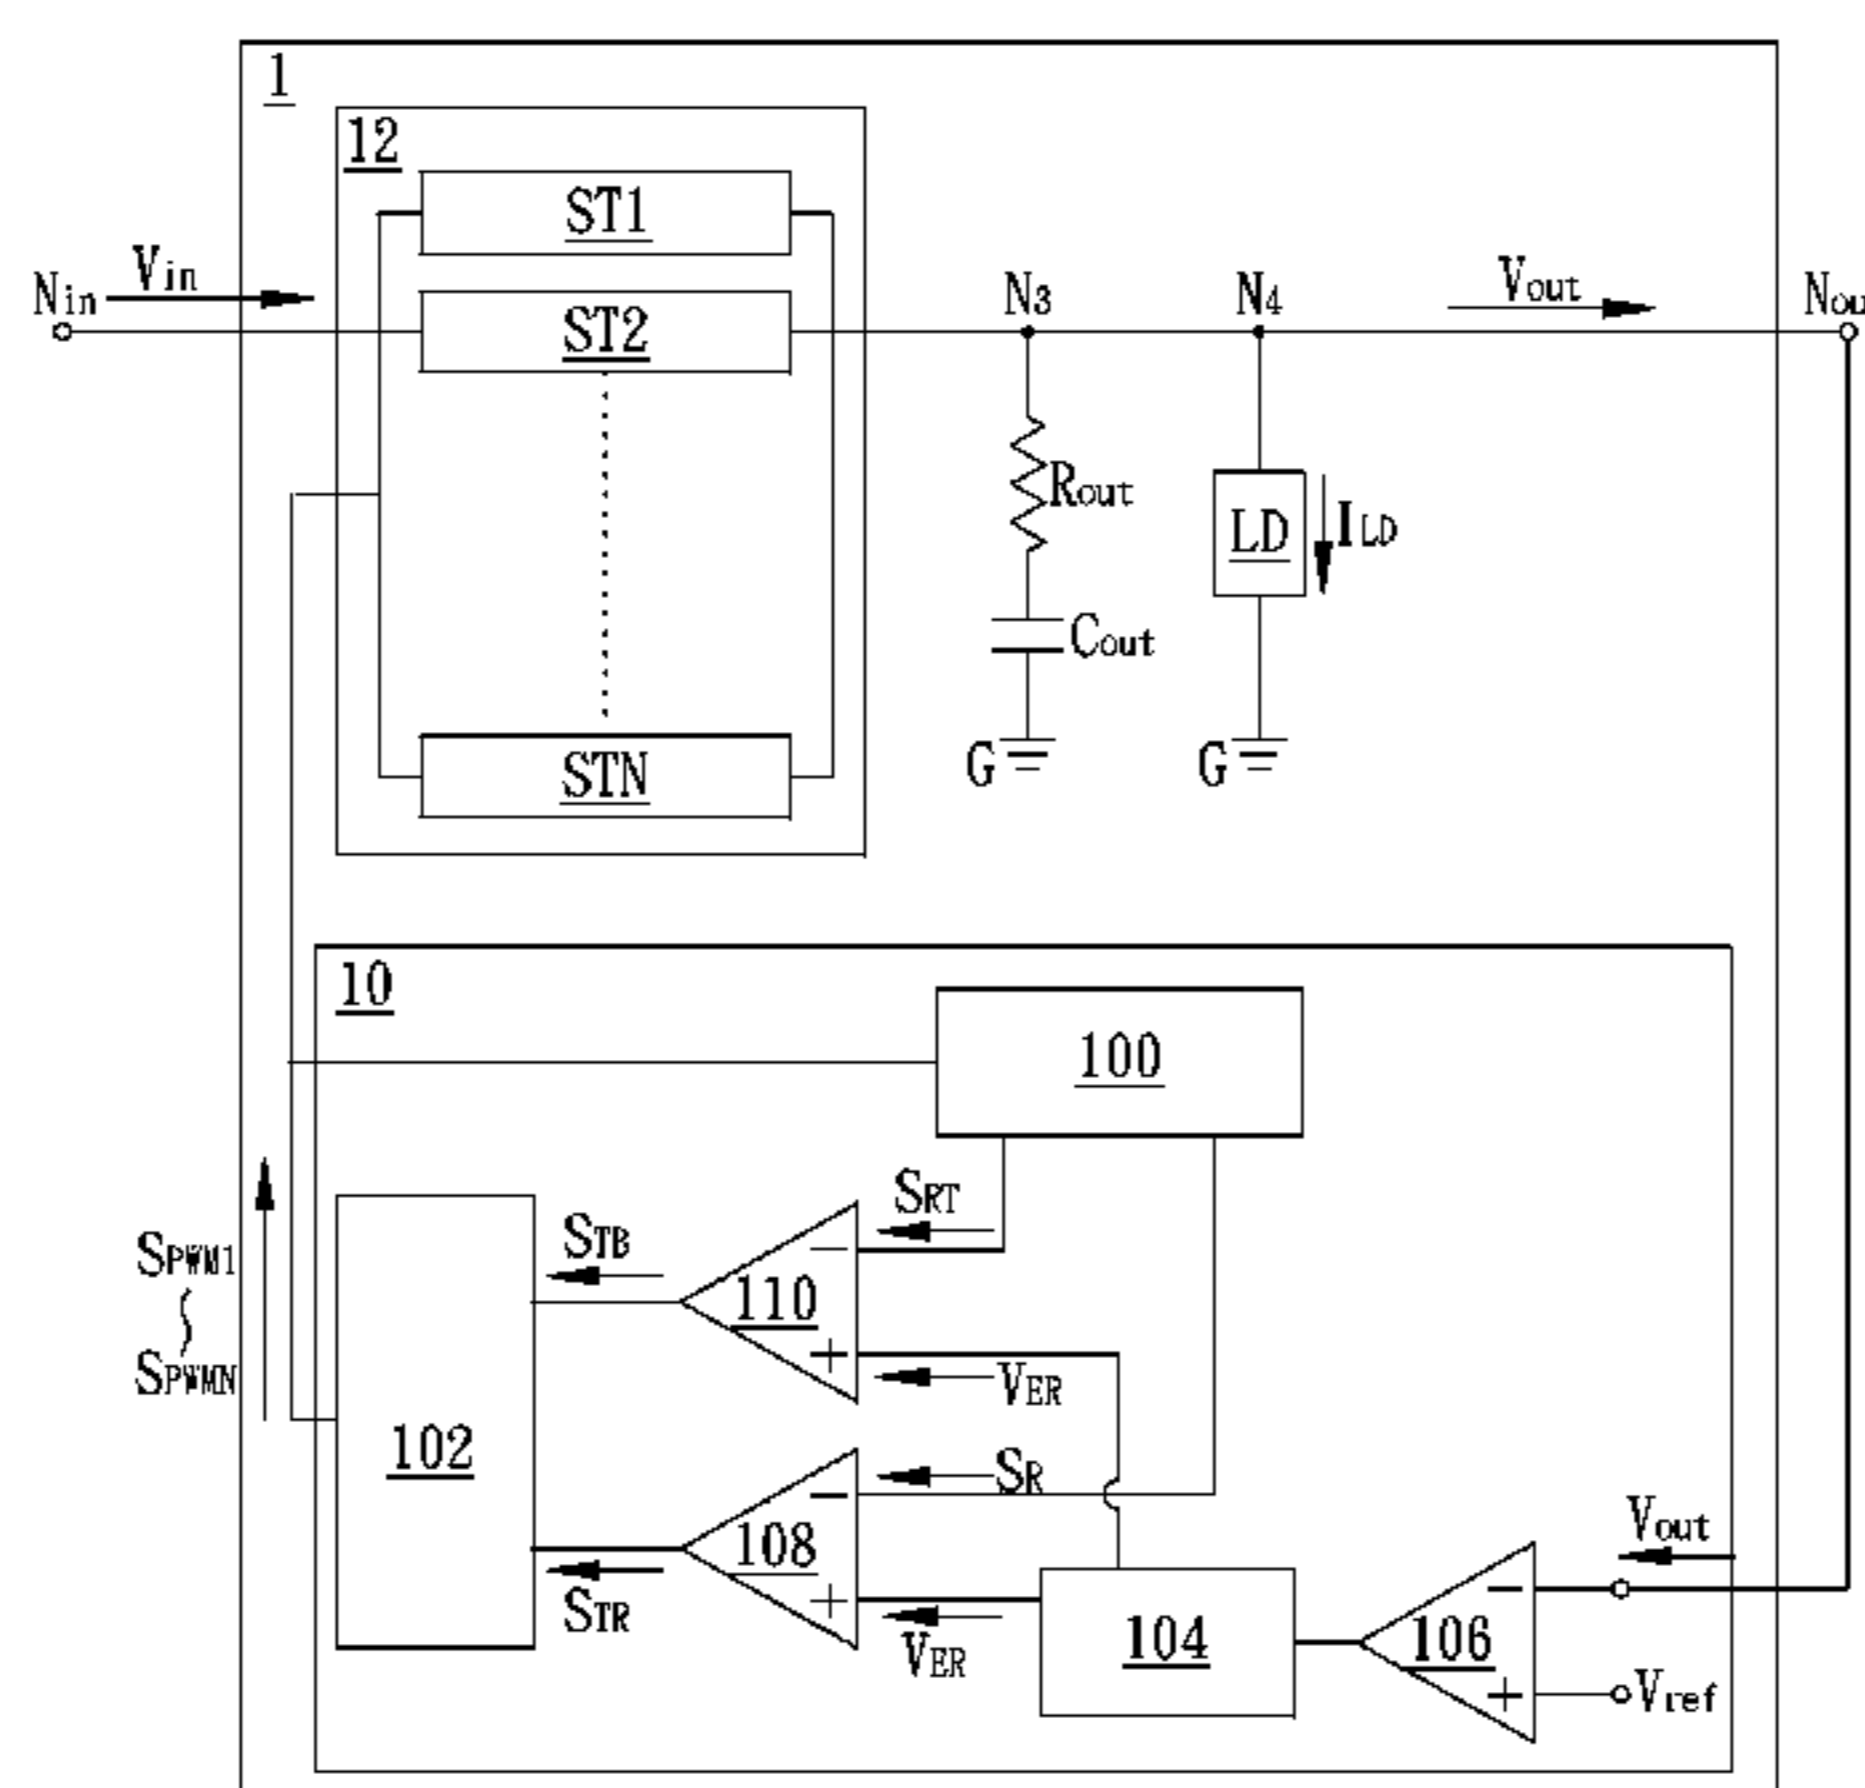 1
12
ST1
Nin
Vin
ST2
N3
N4
Vout
Nou
Rout
LD
ILD
Cout
STN
G
G
10
100
SRT
STB
SPWM1
110
SPWMN
VER
102
SR
108
Vout
STR
VER
104
106
Vref